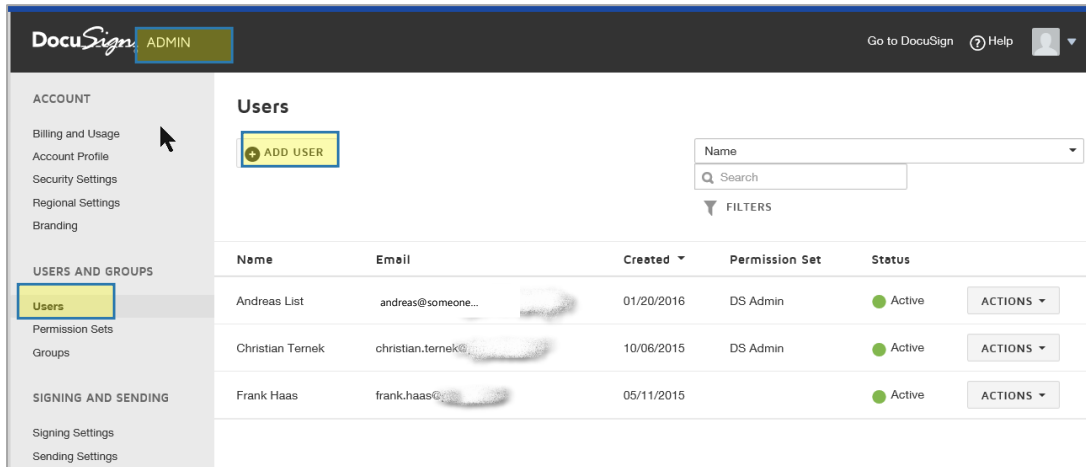 DocuSign ADMIN
Go to DocuSign ? Help
ACCOUNT
Billing and Usage
Account Profile
Security Settings
Regional Settings
Branding
USERS AND GROUPS
Users
Permission Sets
Groups
SIGNING AND SENDING
Signing Settings
Sending Settings
Users
+ ADD USER
Name
Search
FILTERS
Name Email Created Permission Set Status
Andreas List andreas@someone... 01/20/2016 DS Admin Active ACTIONS
Christian Ternek christian.ternek@ 10/06/2015 DS Admin Active ACTIONS
Frank Haas frank.haas@ 05/11/2015 Active ACTIONS